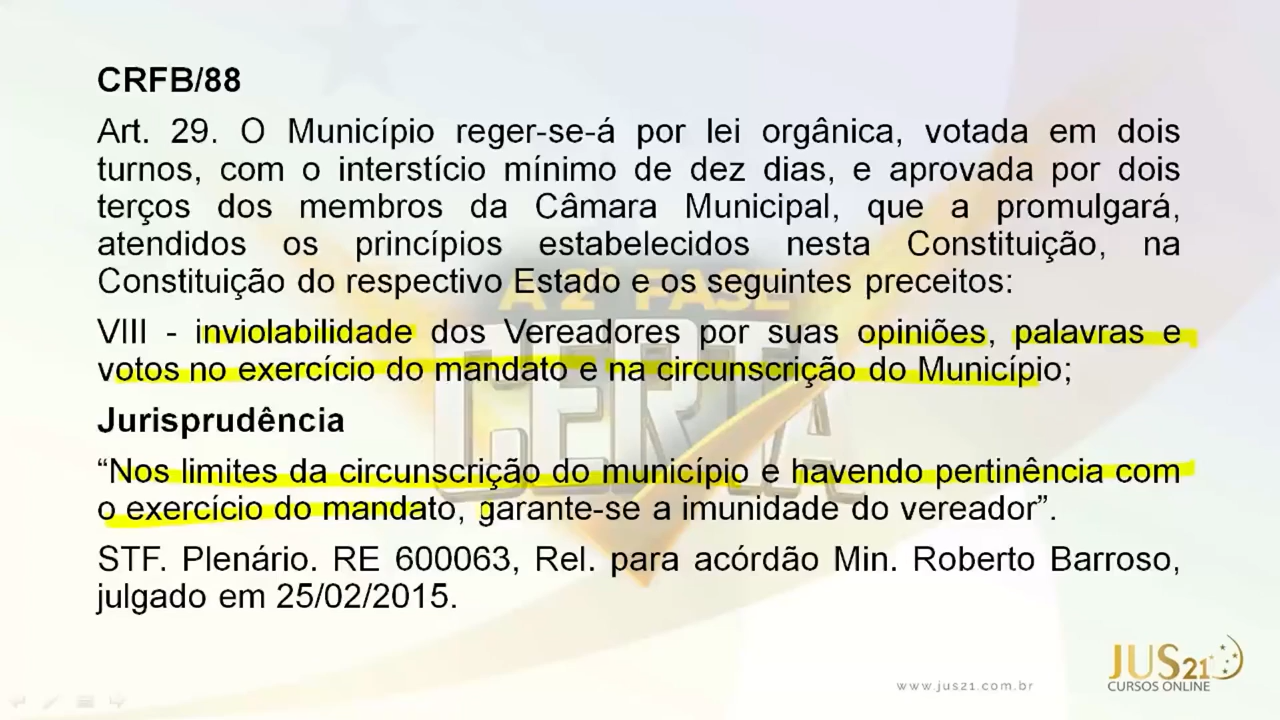 CRFB/88
Art. 29. O Município reger-se-á por lei orgânica, votada em dois
turnos, com o interstício mínimo de dez dias, e aprovada por dois
terços dos membros da Câmara Municipal, que a promulgará,
atendidos os princípios estabelecidos nesta Constituição, na
Constituição do respectivo Estado e os seguintes preceitos:
VIII - inviolabilidade dos Vereadores por suas opiniões, palavras e
votos no exercício do mandato e na circunscrição do Município;
Jurisprudência
“Nos limites da circunscrição do município e havendo pertinência com
o exercício do mandato, garante-se a imunidade do vereador”.
STF. Plenário. RE 600063, Rel. para acórdão Min. Roberto Barroso,
julgado em 25/02/2015.
A 2ª FASE
CERTA
www.jus21.com.br
JUS21
CURSOS ONLINE